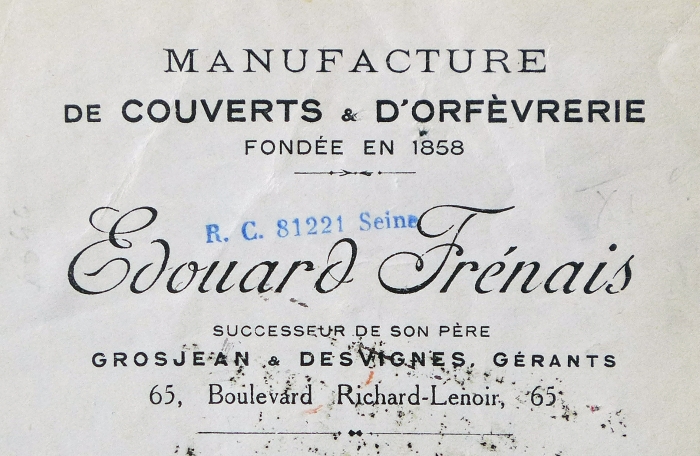 MANUFACTURE
DE COUVERTS & D'ORFÈVRERIE
FONDÉE EN 1858
R. C. 81221 Seine
Edouard Frénais
SUCCESSEUR DE SON PÈRE
GROSJEAN & DESVIGNES, GÉRANTS
65, Boulevard Richard-Lenoir, 65